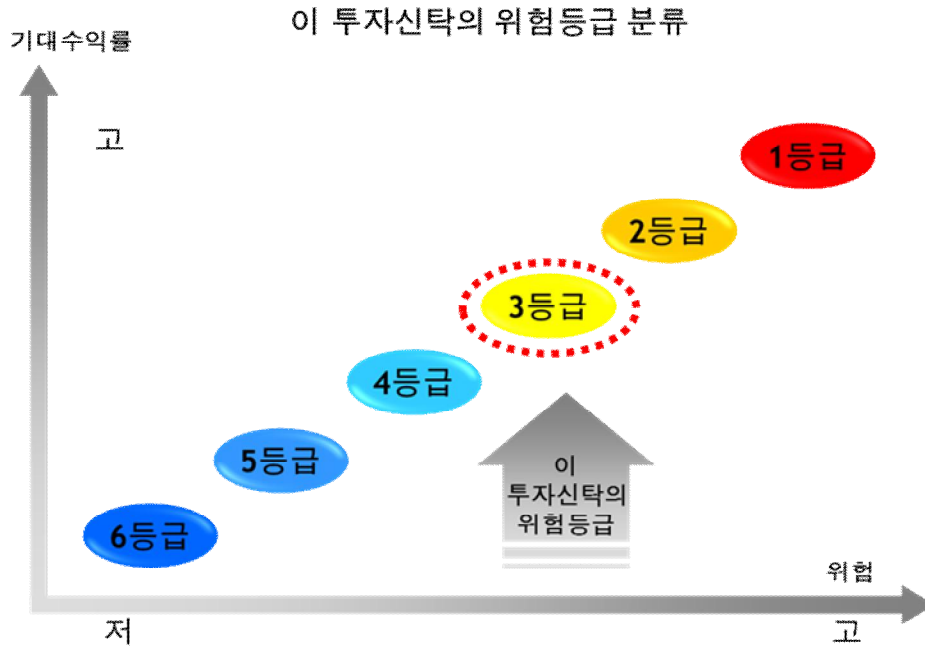 이 투자신탁의 위험등급 분류
기대수익률
고
1등급
2등급
3등급
4등급
5등급
6등급
이
투자신탁의
위험등급
위험
저
고